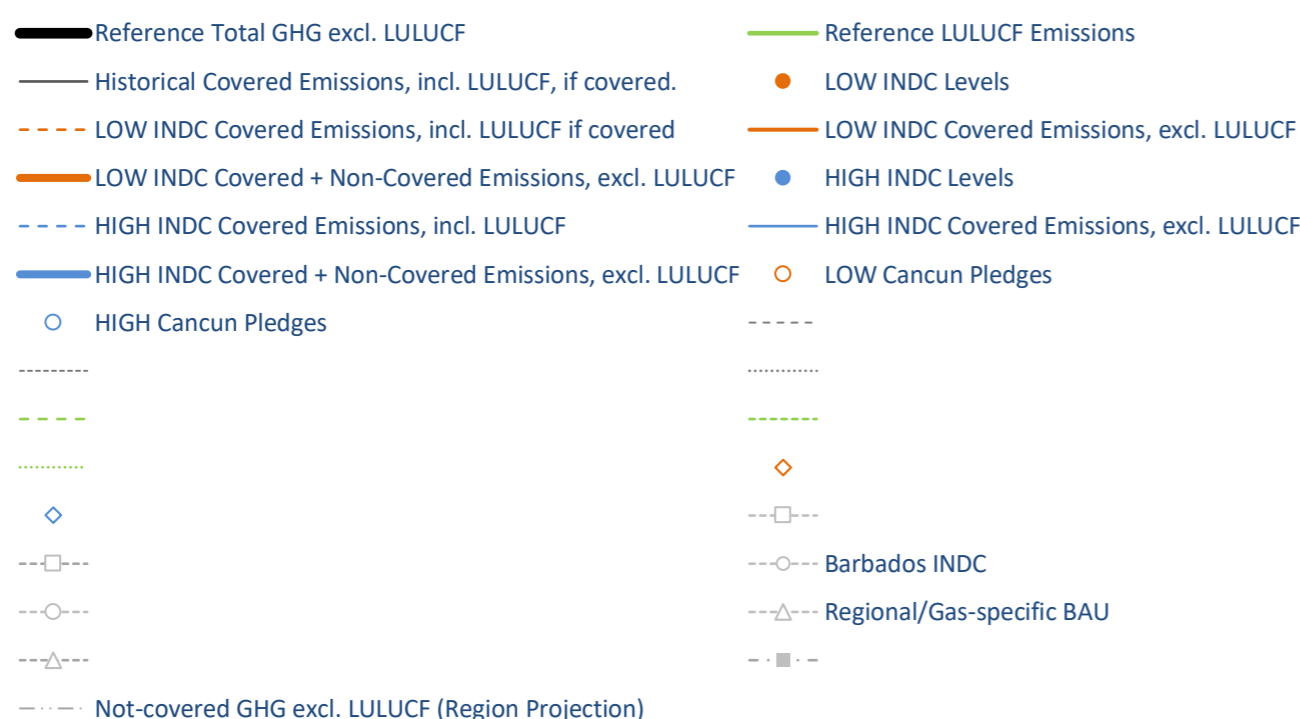 Reference Total GHG excl. LULUCF
Reference LULUCF Emissions
Historical Covered Emissions, incl. LULUCF, if covered.
LOW INDC Levels
LOW INDC Covered Emissions, incl. LULUCF if covered
LOW INDC Covered Emissions, excl. LULUCF
LOW INDC Covered + Non-Covered Emissions, excl. LULUCF
HIGH INDC Levels
HIGH INDC Covered Emissions, incl. LULUCF
HIGH INDC Covered Emissions, excl. LULUCF
HIGH INDC Covered + Non-Covered Emissions, excl. LULUCF
LOW Cancun Pledges
HIGH Cancun Pledges
Barbados INDC
Regional/Gas-specific BAU
Not-covered GHG excl. LULUCF (Region Projection)